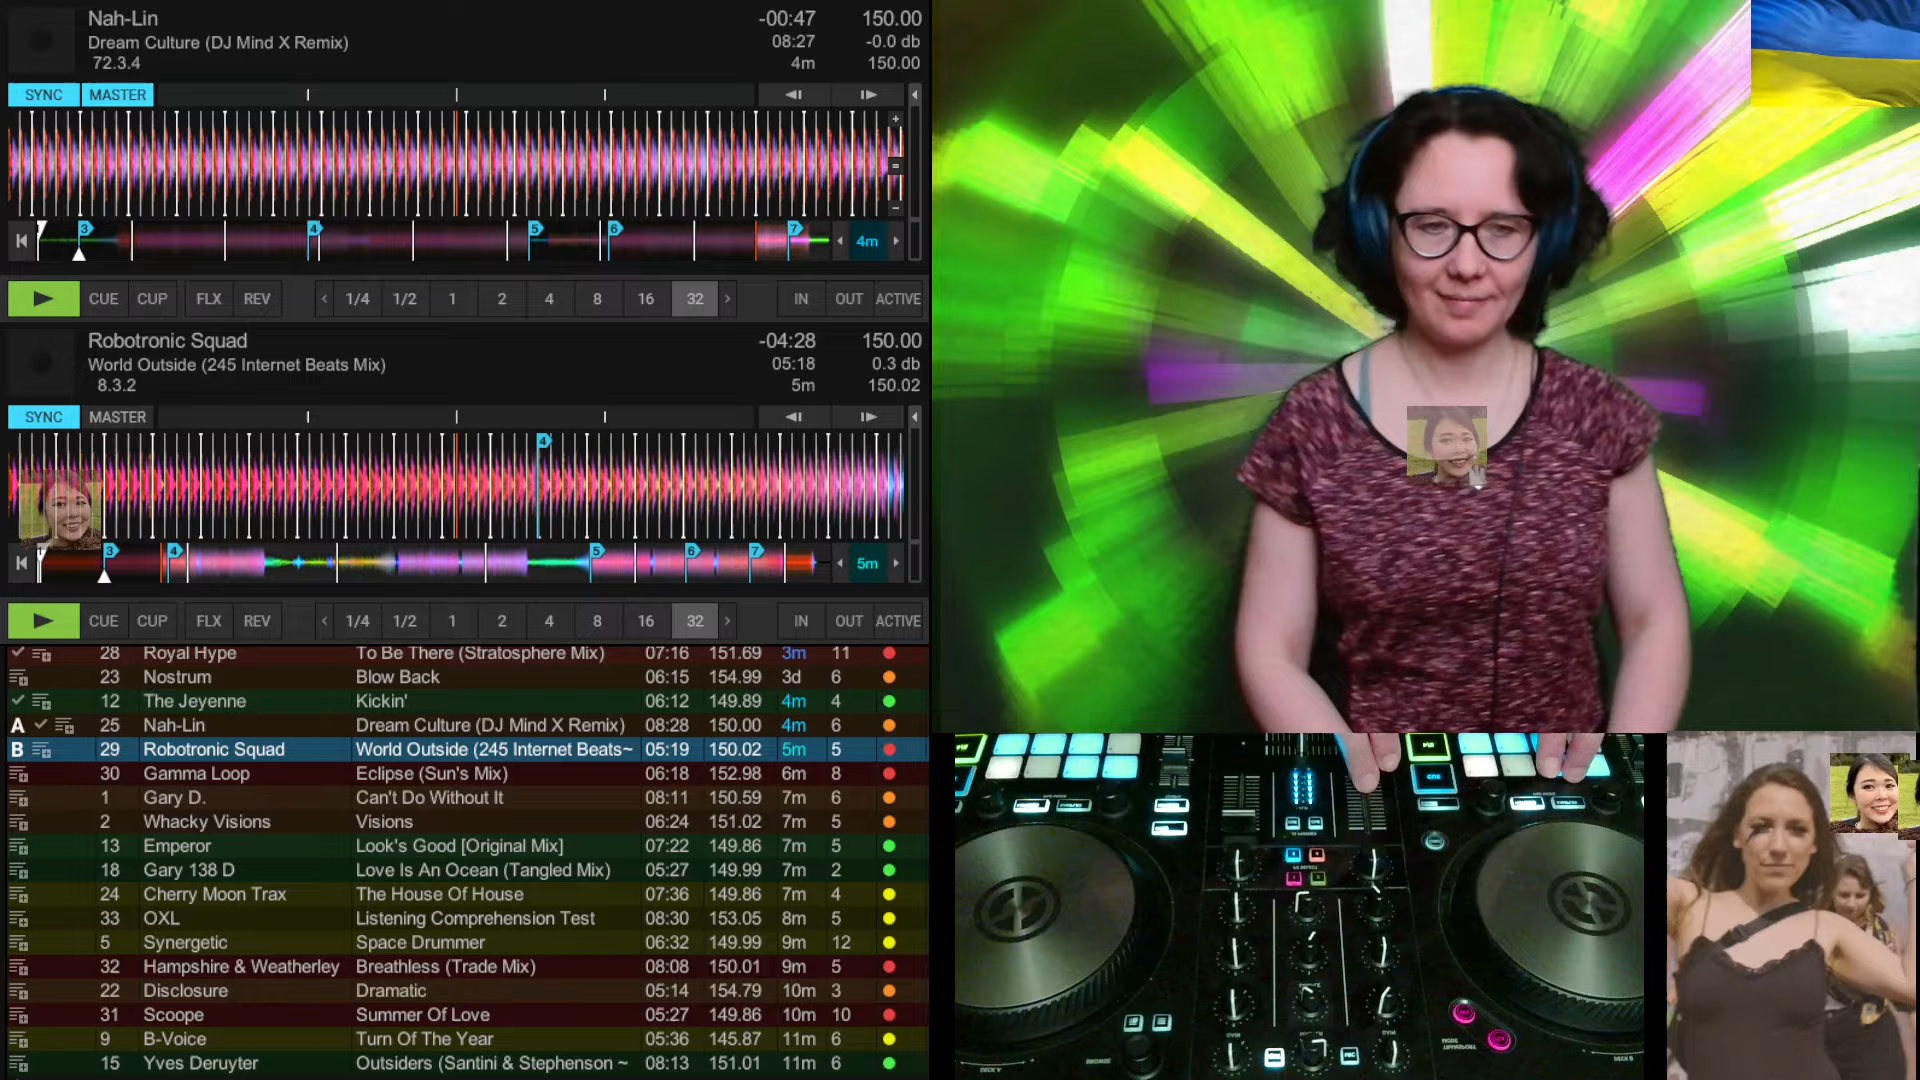 Nah-Lin -00:47 150.00
Dream Culture (DJ Mind X Remix) 08:27 -0.0 db
72.3.4 4m 150.00
SYNC MASTER
3 4 5 6 7 4m
CUE CUP FLX REV 1/4 1/2 1 2 4 8 16 32 IN OUT ACTIVE
Robotronic Squad -04:28 150.00
World Outside (245 Internet Beats Mix) 05:18 0.3 db
8.3.2 5m 150.02
SYNC MASTER
4
3 4 5 6 7 5m
CUE CUP FLX REV 1/4 1/2 1 2 4 8 16 32 IN OUT ACTIVE
28 Royal Hype To Be There (Stratosphere Mix) 07:16 151.69 3m 11
23 Nostrum Blow Back 06:15 154.99 3d 6
12 The Jeyenne Kickin' 06:12 149.89 4m 4
A 25 Nah-Lin Dream Culture (DJ Mind X Remix) 08:28 150.00 4m 6
B 29 Robotronic Squad World Outside (245 Internet Beats~ 05:19 150.02 5m 5
30 Gamma Loop Eclipse (Sun's Mix) 06:18 152.98 6m 8
1 Gary D. Can't Do Without It 08:11 150.59 7m 6
2 Whacky Visions Visions 06:24 151.02 7m 5
13 Emperor Look's Good [Original Mix] 07:22 149.86 7m 5
18 Gary 138 D Love Is An Ocean (Tangled Mix) 05:27 149.99 7m 2
24 Cherry Moon Trax The House Of House 07:36 149.86 7m 4
33 OXL Listening Comprehension Test 08:30 153.05 8m 5
5 Synergetic Space Drummer 06:32 149.99 9m 12
32 Hampshire & Weatherley Breathless (Trade Mix) 08:08 150.01 9m 5
22 Disclosure Dramatic 05:14 154.79 10m 3
31 Scoope Summer Of Love 05:27 149.86 10m 10
9 B-Voice Turn Of The Year 05:36 145.87 11m 6
15 Yves Deruyter Outsiders (Santini & Stephenson ~ 08:13 151.01 11m 6